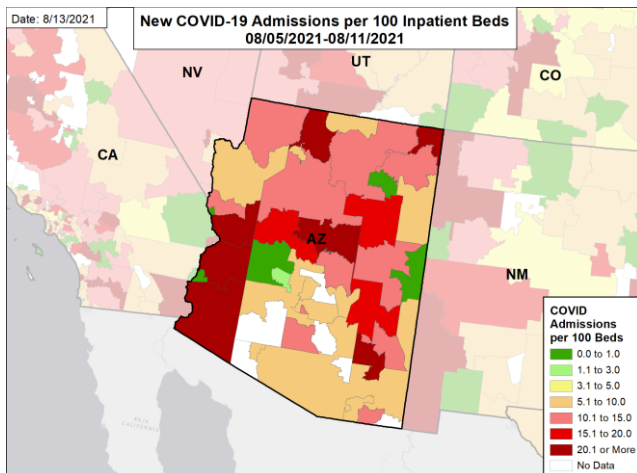 Date: 8/13/2021
New COVID-19 Admissions per 100 Inpatient Beds
08/05/2021-08/11/2021
NV
UT
CO
CA
AZ
NM
BAJA
CALIFORNIA
COVID
Admissions
per 100 Beds
0.0 to 1.0
1.1 to 3.0
3.1 to 5.0
5.1 to 10.0
10.1 to 15.0
15.1 to 20.0
20.1 or More
No Data